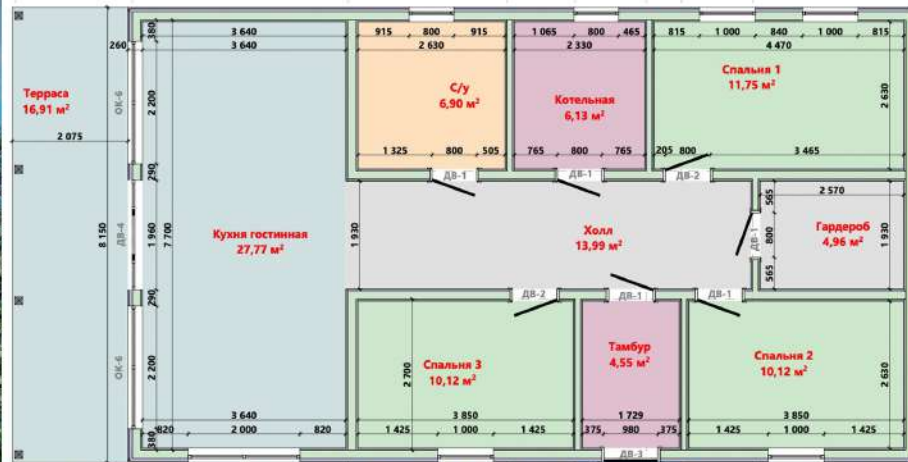 3 640
915
800
915
1 065
800
465
815
1 000
840
1 000
815
260
380
3 640
2 630
2 330
4 470
Терраса
16,91 м²
2 075
ОК-6
2 200
С/у
6,90 м²
Котельная
6,13 м²
Спальня 1
11,75 м²
2 630
1 325
800
505
765
800
765
205
800
3 465
290
ДВ-1
ДВ-1
ДВ-2
8 150
ДВ-4
1 960
7 700
Кухня гостинная
27,77 м²
1 930
Холл
13,99 м²
ДВ-1
565
800
565
2 570
Гардероб
4,96 м²
1 930
290
ДВ-2
ДВ-1
ДВ-1
ОК-6
2 200
2 700
Спальня 3
10,12 м²
Тамбур
4,55 м²
Спальня 2
10,12 м²
2 630
3 640
3 850
1 729
3 850
380
820
2 000
820
1 425
1 000
1 425
375
980
375
1 425
1 000
1 425
ДВ-3